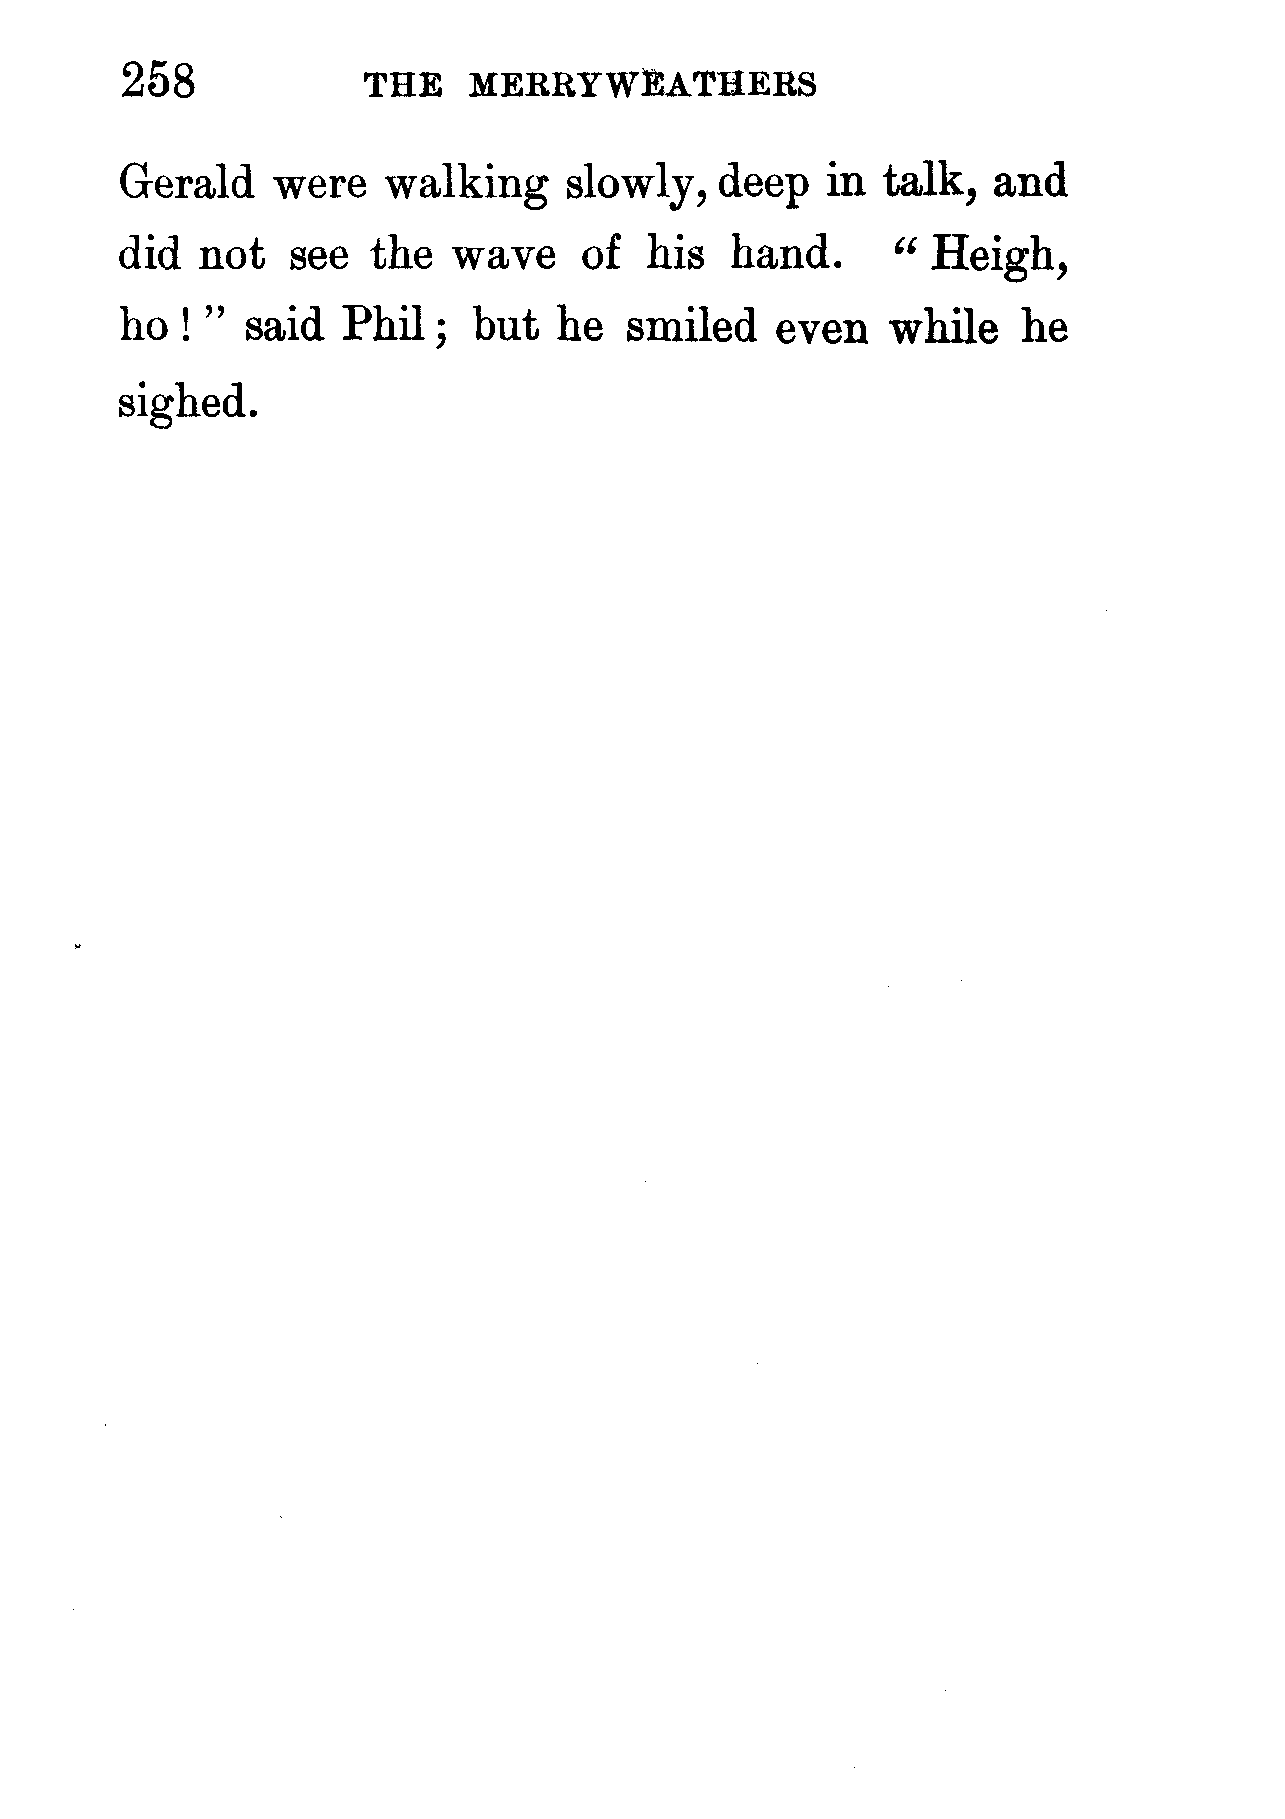 258 THE MERRYWEATHERS
Gerald were walking slowly, deep in talk, and
did not see the wave of his hand. “Heigh,
ho!” said Phil; but he smiled even while he
sighed.